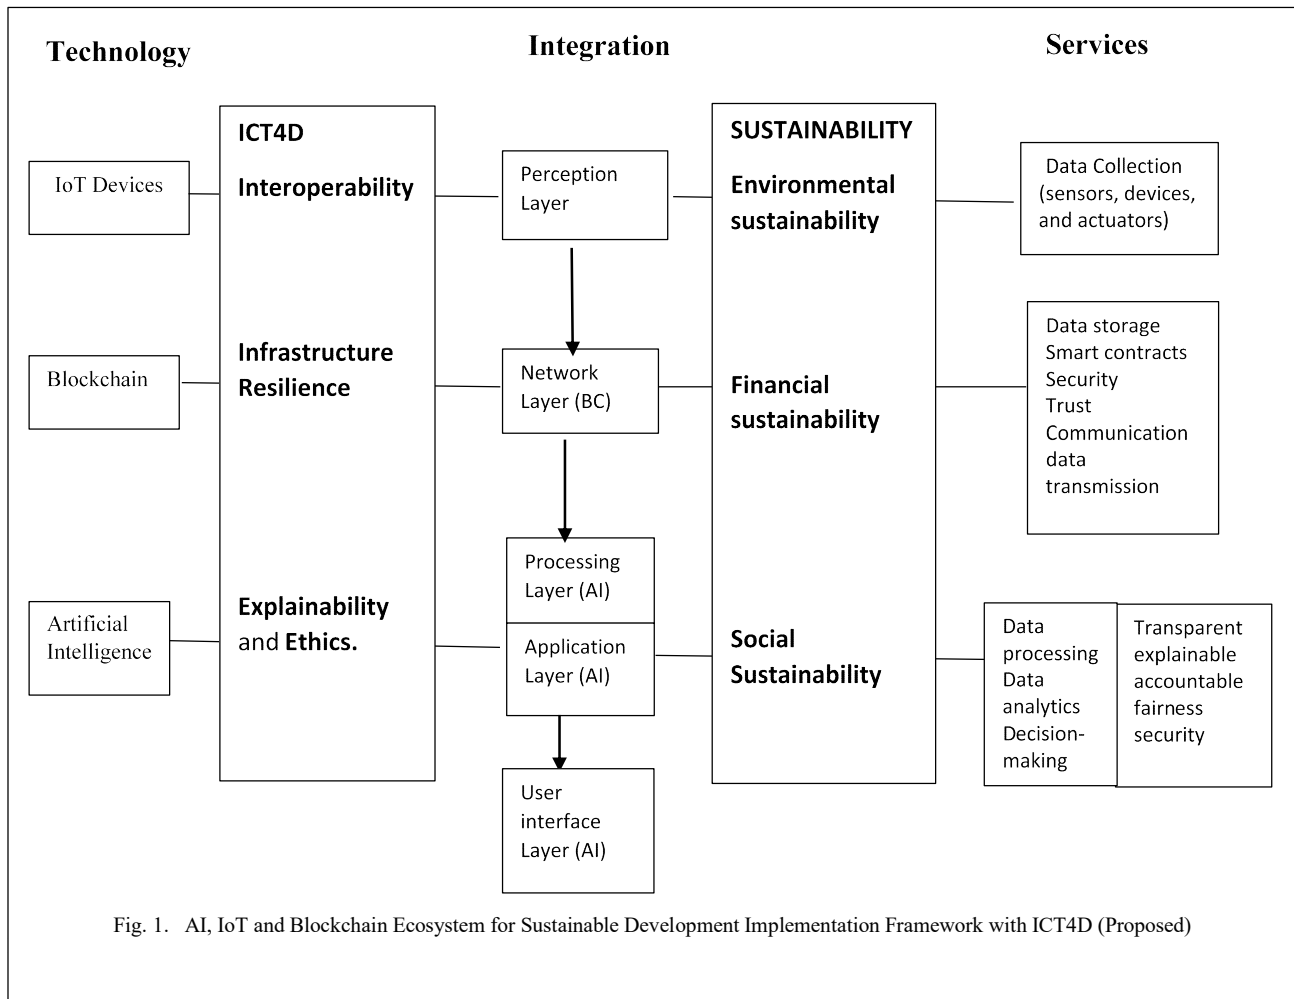 Technology
Integration
Services
IoT Devices
ICT4D
Interoperability
Perception
Layer
SUSTAINABILITY
Environmental
sustainability
Data Collection
(sensors, devices,
and actuators)
Blockchain
Infrastructure
Resilience
Network
Layer (BC)
Financial
sustainability
Data storage
Smart contracts
Security
Trust
Communication
data
transmission
Artificial
Intelligence
Explainability
and Ethics.
Processing
Layer (AI)
Application
Layer (AI)
Social
Sustainability
Data
processing
Data
analytics
Decision-
making
Transparent
explainable
accountable
fairness
security
User
interface
Layer (AI)
Fig. 1. AI, IoT and Blockchain Ecosystem for Sustainable Development Implementation Framework with ICT4D (Proposed)